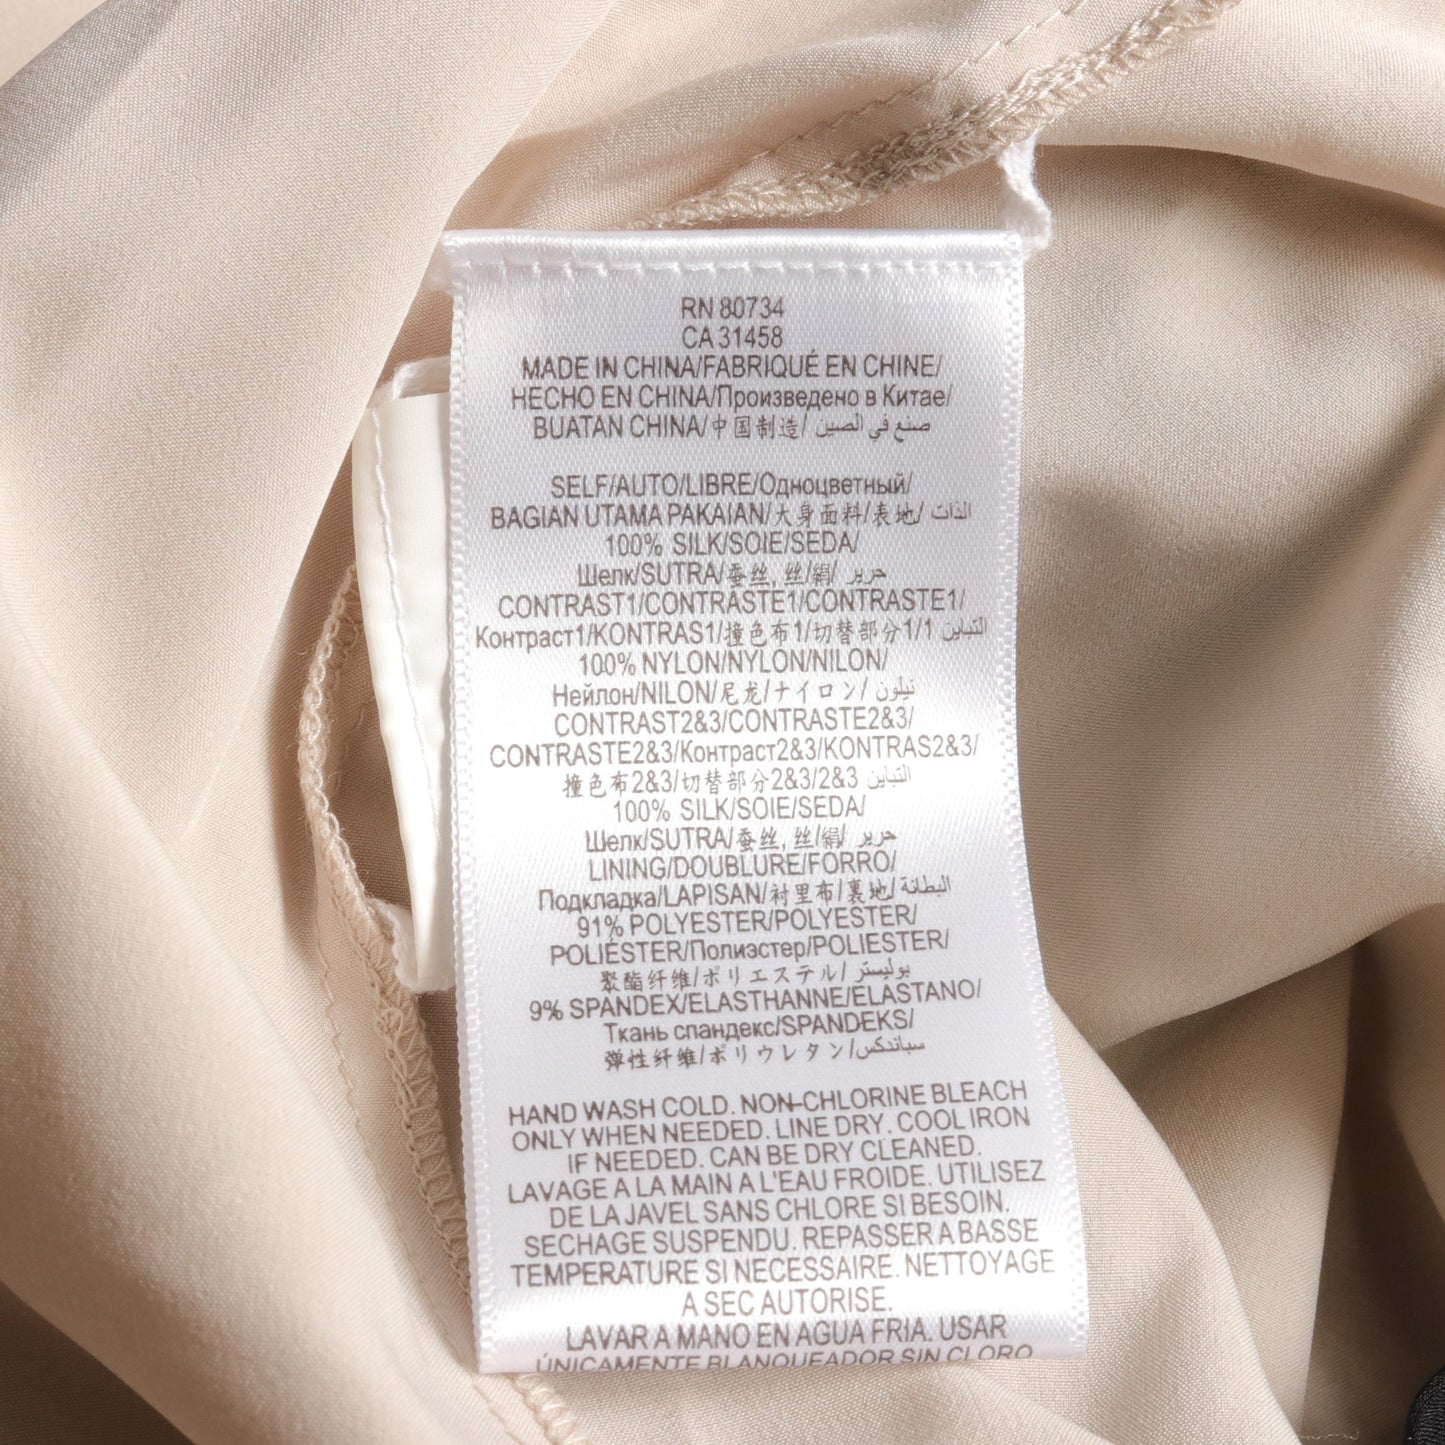 RN 80734
CA 31458
MADE IN CHINA/FABRIQUÉ EN CHINE/
HECHO EN CHINA/Произведено в Китае/
BUATAN CHINA/中国制造/ صنع في الصين
SELF/AUTO/LIBRE/Одноцветный/
BAGIAN UTAMA PAKAIAN/大身面料/表地/ الذات
100% SILK/SOIE/SEDA/
Шелк/SUTRA/蚕丝, 丝/絹/ حرير
CONTRAST1/CONTRASTE1/CONTRASTE1/
Контраст1/KONTRAS1/撞色布1/切替部分1/1 التباين
100% NYLON/NYLON/NILON/
Нейлон/NILON/尼龙/ナイロン/ نيلون
CONTRAST2&3/CONTRASTE2&3/
CONTRASTE2&3/Контраст2&3/KONTRAS2&3/
撞色布2&3/切替部分2&3/2&3 التباين
100% SILK/SOIE/SEDA/
Шелк/SUTRA/蚕丝, 丝/絹/ حرير
LINING/DOUBLURE/FORRO/
Подкладка/LAPISAN/衬里布/裏地/ البطانة
91% POLYESTER/POLYESTER/
POLIÉSTER/Полиэстер/POLIESTER/
聚酯纤维/ポリエステル/ بوليستر
9% SPANDEX/ELASTHANNE/ELASTANO/
Ткань спандекс/SPANDEKS/
弹性纤维/ポリウレタン/سباندكس
HAND WASH COLD. NON-CHLORINE BLEACH
ONLY WHEN NEEDED. LINE DRY. COOL IRON
IF NEEDED. CAN BE DRY CLEANED.
LAVAGE A LA MAIN A L'EAU FROIDE. UTILISEZ
DE LA JAVEL SANS CHLORE SI BESOIN.
SECHAGE SUSPENDU. REPASSER A BASSE
TEMPERATURE SI NECESSAIRE. NETTOYAGE
A SEC AUTORISE.
LAVAR A MANO EN AGUA FRIA. USAR
ÚNICAMENTE BLANQUEADOR SIN CLORO